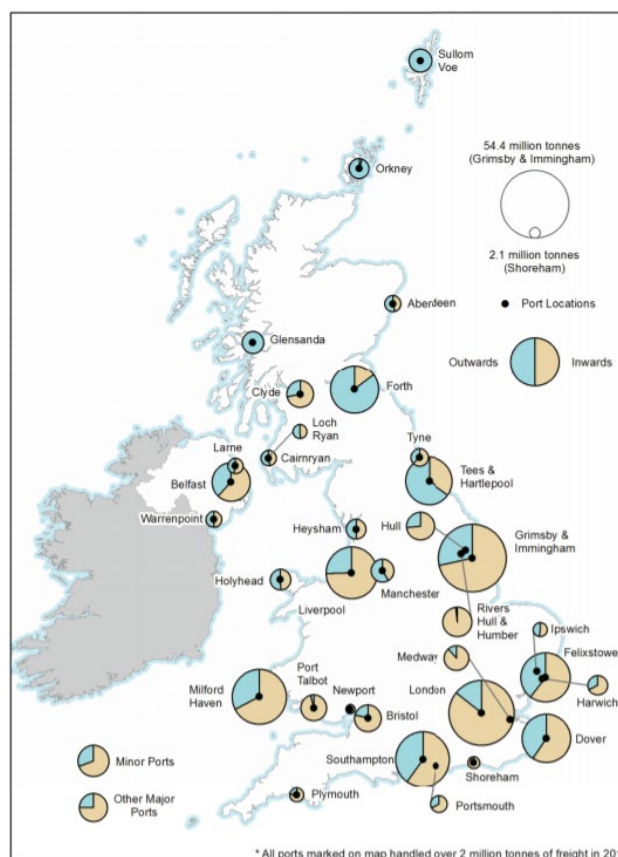 Sullom
Voe
54.4 million tonnes
(Grimsby & Immingham)
Orkney
2.1 million tonnes
(Shoreham)
Aberdeen
Port Locations
Glensanda
Outwards
Inwards
Clyde
Forth
Loch
Ryan
Larne
Cairnryan
Tyne
Belfast
Tees &
Hartlepool
Warrenpoint
Heysham
Hull
Grimsby &
Immingham
Holyhead
Manchester
Liverpool
Rivers
Hull &
Humber
Ipswich
Felixstowe
Medway
Milford
Haven
Port
Talbot
Newport
London
Harwich
Bristol
Dover
Minor Ports
Southampton
Shoreham
Other Major
Ports
Plymouth
Portsmouth
* All ports marked on map handled over 2 million tonnes of freight in